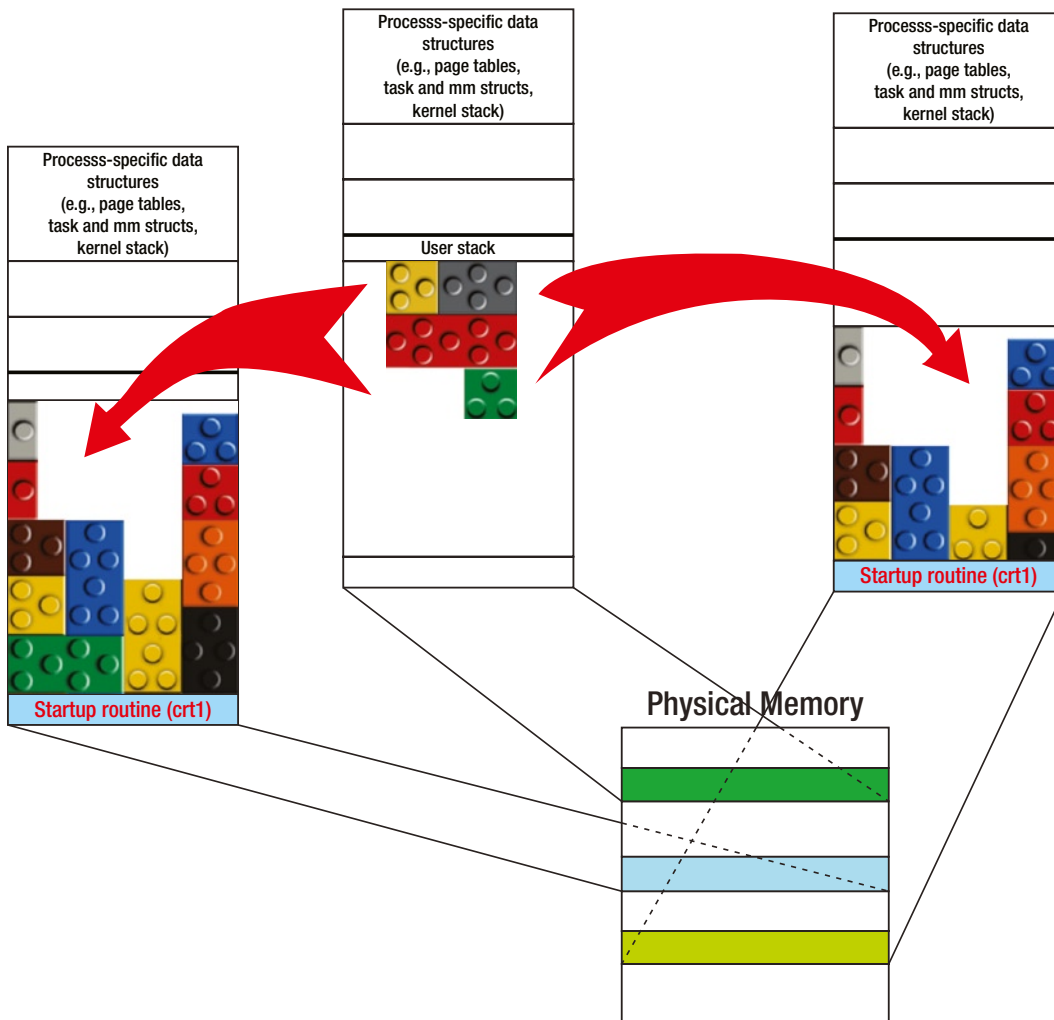 Processs-specific data
structures
(e.g., page tables,
task and mm structs,
kernel stack)
Startup routine (crt1)
Processs-specific data
structures
(e.g., page tables,
task and mm structs,
kernel stack)
User stack
Processs-specific data
structures
(e.g., page tables,
task and mm structs,
kernel stack)
Startup routine (crt1)
Physical Memory